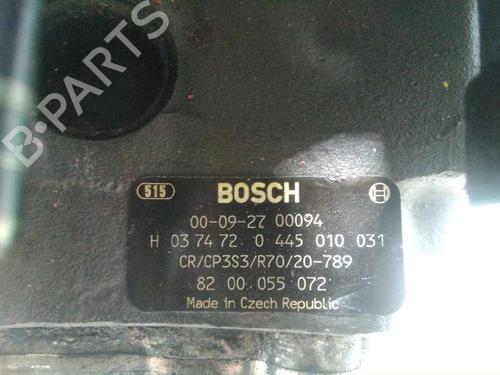 B-PARTS
515 BOSCH
00-09-27 00094
H 03 74 72 0 445 010 031
CR/CP3S3/R70/20-789
82 00 055 072
Made in Czech Republic